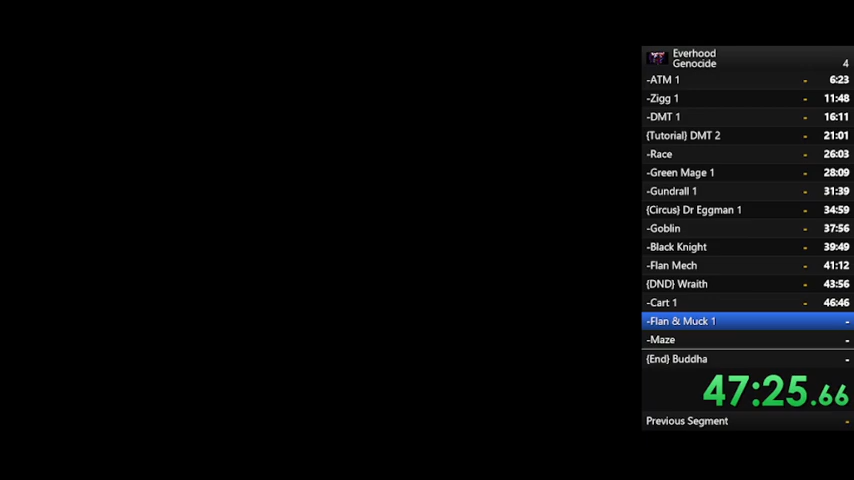 Everhood
Genocide 4
-ATM 1 - 6:23
-Zigg 1 - 11:48
-DMT 1 - 16:11
{Tutorial} DMT 2 - 21:01
-Race - 26:03
-Green Mage 1 - 28:09
-Gundrall 1 - 31:39
{Circus} Dr Eggman 1 - 34:59
-Goblin - 37:56
-Black Knight - 39:49
-Flan Mech - 41:12
{DND} Wraith - 43:56
-Cart 1 - 46:46
-Flan & Muck 1 -
-Maze -
{End} Buddha -
47:25.66
Previous Segment -